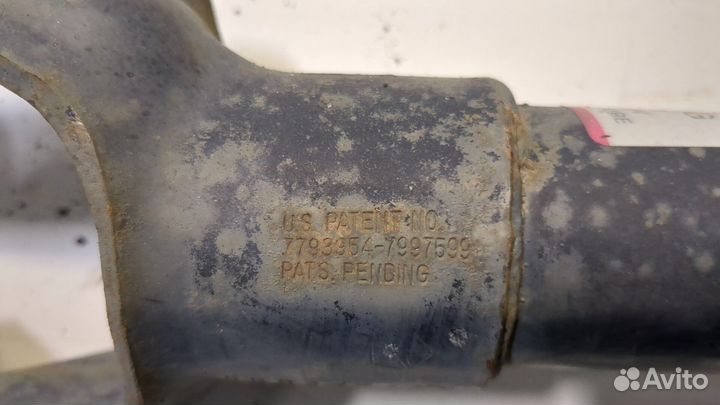 U.S. PATENT NO.
7793954-7997599
PATS. PENDING
Avito